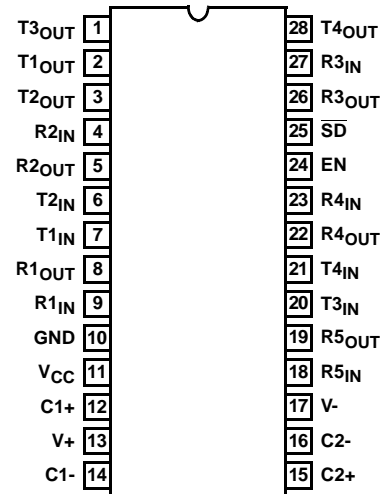 T3OUT 1 28 T4OUT
T1OUT 2 27 R3IN
T2OUT 3 26 R3OUT
R2IN 4 25 S̅D̅
R2OUT 5 24 EN
T2IN 6 23 R4IN
T1IN 7 22 R4OUT
R1OUT 8 21 T4IN
R1IN 9 20 T3IN
GND 10 19 R5OUT
VCC 11 18 R5IN
C1+ 12 17 V-
V+ 13 16 C2-
C1- 14 15 C2+